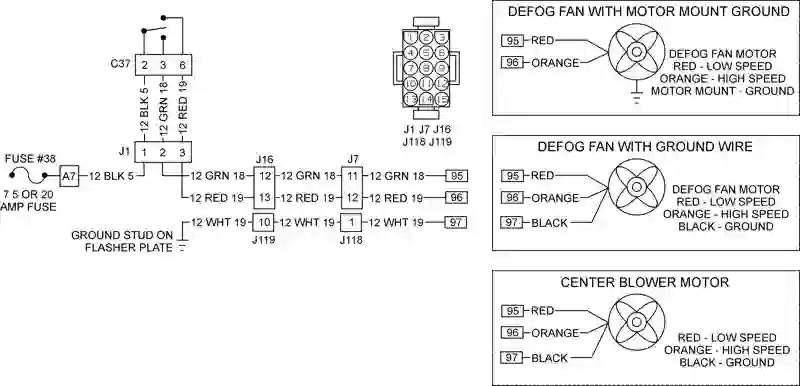 C37 2 3 6
12 BLK 5
12 GRN 18
12 RED 19
J1 1 2 3
FUSE #38
7.5 OR 20
AMP FUSE
A7 12 BLK 5
J16 J7
12 GRN 18 12 12 GRN 18 11 12 GRN 18 95
12 RED 19 13 12 RED 19 12 12 RED 19 96
12 WHT 19 10 12 WHT 19 1 12 WHT 19 97
J119 J118
GROUND STUD ON
FLASHER PLATE
1 2 3
4 5 6
7 8 9
10 11 12
13 14 15
J1 J7 J16
J118 J119
DEFOG FAN WITH MOTOR MOUNT GROUND
95 RED
96 ORANGE
DEFOG FAN MOTOR
RED - LOW SPEED
ORANGE - HIGH SPEED
MOTOR MOUNT - GROUND
DEFOG FAN WITH GROUND WIRE
95 RED
96 ORANGE
97 BLACK
DEFOG FAN MOTOR
RED - LOW SPEED
ORANGE - HIGH SPEED
BLACK - GROUND
CENTER BLOWER MOTOR
95 RED
96 ORANGE
97 BLACK
RED - LOW SPEED
ORANGE - HIGH SPEED
BLACK - GROUND